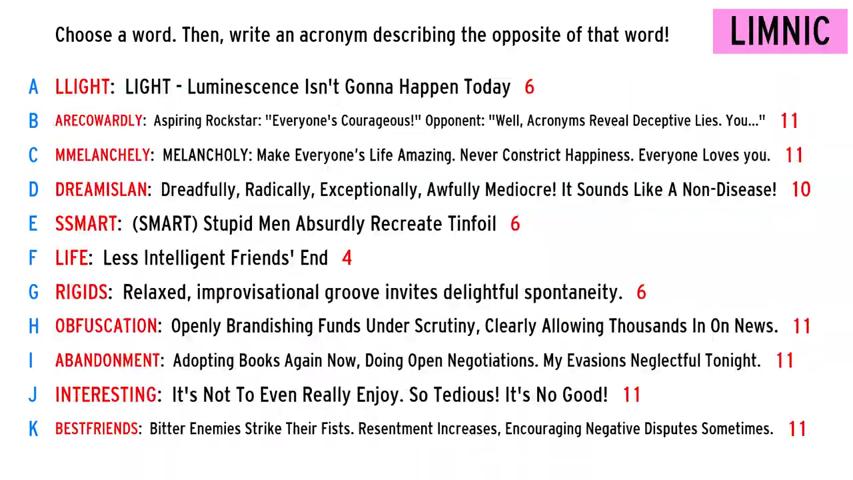 Choose a word. Then, write an acronym describing the opposite of that word!
LIMNIC
A LLIGHT: LIGHT - Luminescence Isn't Gonna Happen Today 6
B ARECOWARDLY: Aspiring Rockstar: "Everyone's Courageous!" Opponent: "Well, Acronyms Reveal Deceptive Lies. You..." 11
C MMELANCHELY: MELANCHOLY: Make Everyone’s Life Amazing. Never Constrict Happiness. Everyone Loves you. 11
D DREAMISLAN: Dreadfully, Radically, Exceptionally, Awfully Mediocre! It Sounds Like A Non-Disease! 10
E SSMART: (SMART) Stupid Men Absurdly Recreate Tinfoil 6
F LIFE: Less Intelligent Friends' End 4
G RIGIDS: Relaxed, improvisational groove invites delightful spontaneity. 6
H OBFUSCATION: Openly Brandishing Funds Under Scrutiny, Clearly Allowing Thousands In On News. 11
I ABANDONMENT: Adopting Books Again Now, Doing Open Negotiations. My Evasions Neglectful Tonight. 11
J INTERESTING: It's Not To Even Really Enjoy. So Tedious! It's No Good! 11
K BESTFRIENDS: Bitter Enemies Strike Their Fists. Resentment Increases, Encouraging Negative Disputes Sometimes. 11